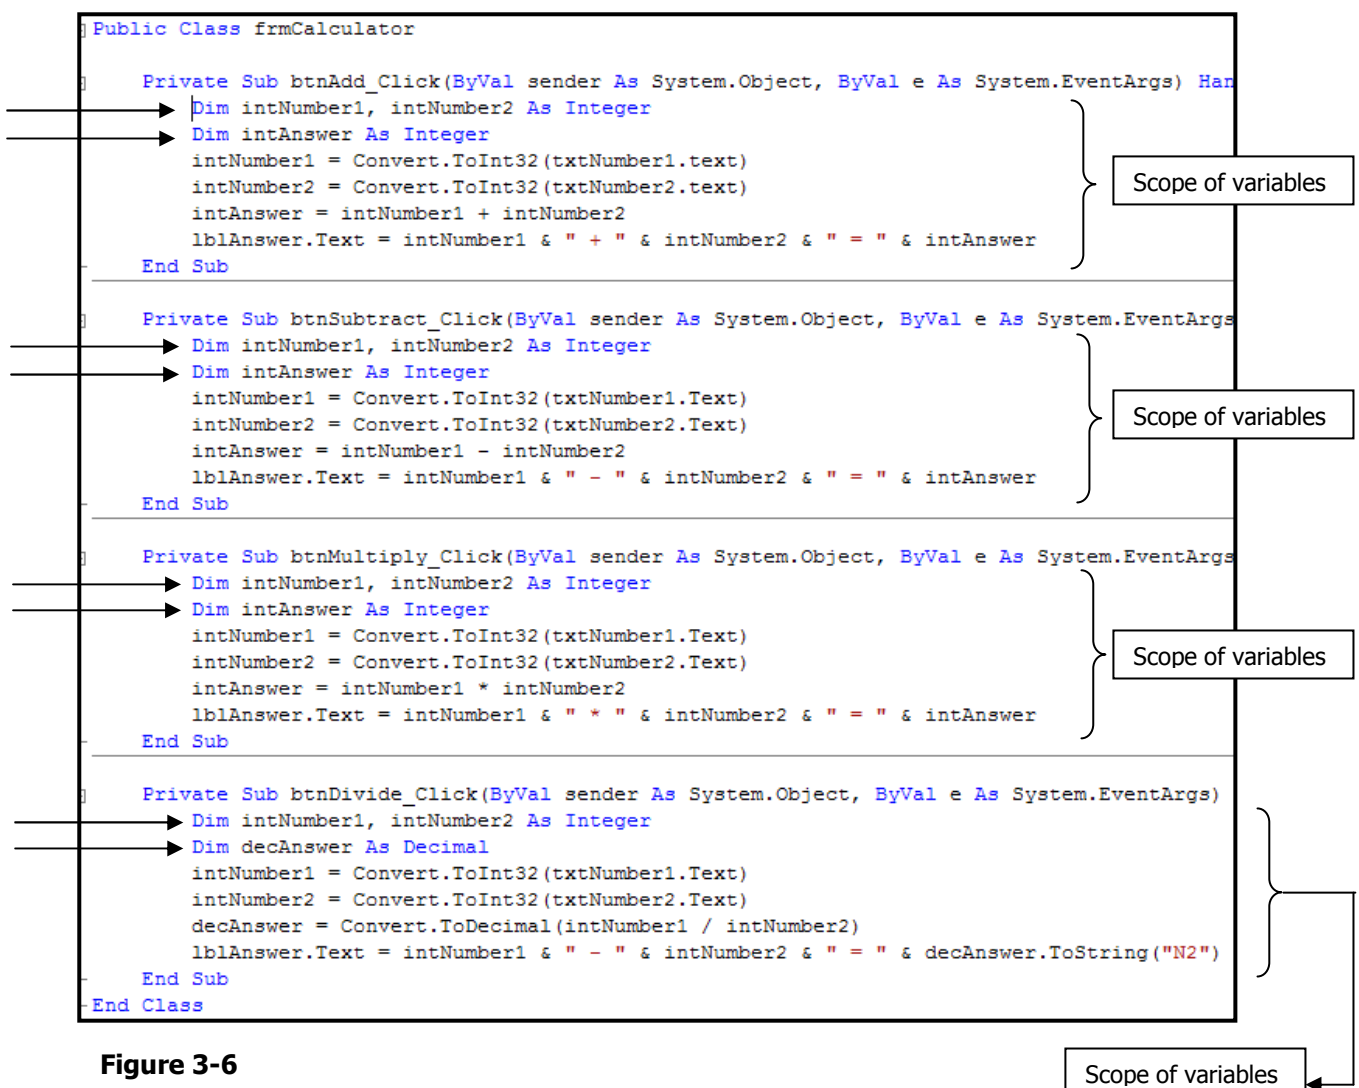 Public Class frmCalculator
Private Sub btnAdd_Click(ByVal sender As System.Object, ByVal e As System.EventArgs) Han
Dim intNumber1, intNumber2 As Integer
Dim intAnswer As Integer
intNumber1 = Convert.ToInt32(txtNumber1.text)
intNumber2 = Convert.ToInt32(txtNumber2.text)
intAnswer = intNumber1 + intNumber2
lblAnswer.Text = intNumber1 & " + " & intNumber2 & " = " & intAnswer
End Sub
Scope of variables
Private Sub btnSubtract_Click(ByVal sender As System.Object, ByVal e As System.EventArgs
Dim intNumber1, intNumber2 As Integer
Dim intAnswer As Integer
intNumber1 = Convert.ToInt32(txtNumber1.Text)
intNumber2 = Convert.ToInt32(txtNumber2.Text)
intAnswer = intNumber1 - intNumber2
lblAnswer.Text = intNumber1 & " - " & intNumber2 & " = " & intAnswer
End Sub
Scope of variables
Private Sub btnMultiply_Click(ByVal sender As System.Object, ByVal e As System.EventArgs
Dim intNumber1, intNumber2 As Integer
Dim intAnswer As Integer
intNumber1 = Convert.ToInt32(txtNumber1.Text)
intNumber2 = Convert.ToInt32(txtNumber2.Text)
intAnswer = intNumber1 * intNumber2
lblAnswer.Text = intNumber1 & " * " & intNumber2 & " = " & intAnswer
End Sub
Scope of variables
Private Sub btnDivide_Click(ByVal sender As System.Object, ByVal e As System.EventArgs)
Dim intNumber1, intNumber2 As Integer
Dim decAnswer As Decimal
intNumber1 = Convert.ToInt32(txtNumber1.Text)
intNumber2 = Convert.ToInt32(txtNumber2.Text)
decAnswer = Convert.ToDecimal(intNumber1 / intNumber2)
lblAnswer.Text = intNumber1 & " - " & intNumber2 & " = " & decAnswer.ToString("N2")
End Sub
End Class
Figure 3-6
Scope of variables